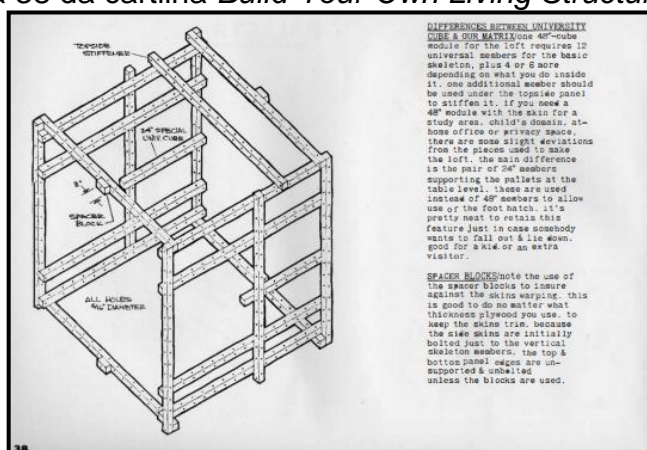 da cartilha Build Your Own Living Structur
TOPSIDE
STIFFENER
24" SPECIAL
UNIV. CUBE
3"
SPACER
BLOCK
ALL HOLES
DIAMETER
DIFFERENCES BETWEEN UNIVERSITY
CUBE & OUR MATRIX/one 48"-cube
module for the loft requires 12
universal members for the basic
skeleton, plus 4 or 6 more
depending on what you do inside
it. one additional member should
be used under the topside panel
to stiffen it. if you need a
48" module with the skin for a
study area, child's domain, at-
home office or privacy space,
there are some slight deviations
from the pieces used to make
the loft. the main difference
is the pair of 24" members
supporting the pallets at the
table level. these are used
instead of 48" members to allow
use of the foot hatch. it's
pretty neat to retain this
feature just in case somebody
wants to fall out & lie down.
good for a kid, or an extra
visitor.
SPACER BLOCKS/note the use of
the spacer blocks to insure
against the skins warping. this
is good to do no matter what
thickness plywood you use. to
keep the skins trim. because
the side skins are initially
bolted just to the vertical
skeleton members, the top &
bottom panel edges are un-
supported & unbolted
unless the blocks are used.
38